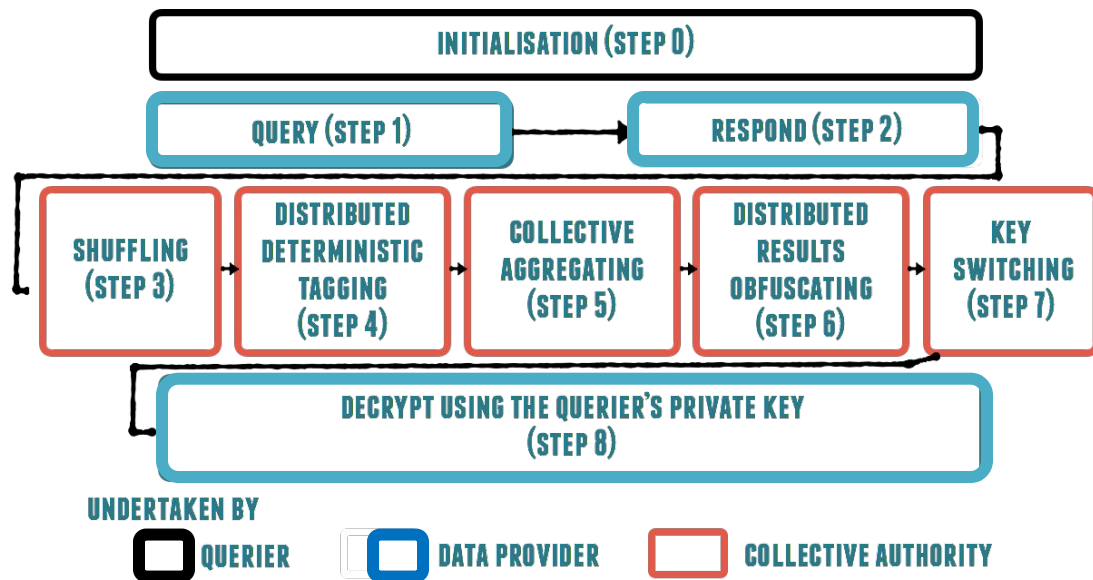 INITIALISATION (STEP 0)
QUERY (STEP 1)
RESPOND (STEP 2)
SHUFFLING
(STEP 3)
DISTRIBUTED
DETERMINISTIC
TAGGING
(STEP 4)
COLLECTIVE
AGGREGATING
(STEP 5)
DISTRIBUTED
RESULTS
OBFUSCATING
(STEP 6)
KEY
SWITCHING
(STEP 7)
DECRYPT USING THE QUERIER'S PRIVATE KEY
(STEP 8)
UNDERTAKEN BY
QUERIER
DATA PROVIDER
COLLECTIVE AUTHORITY